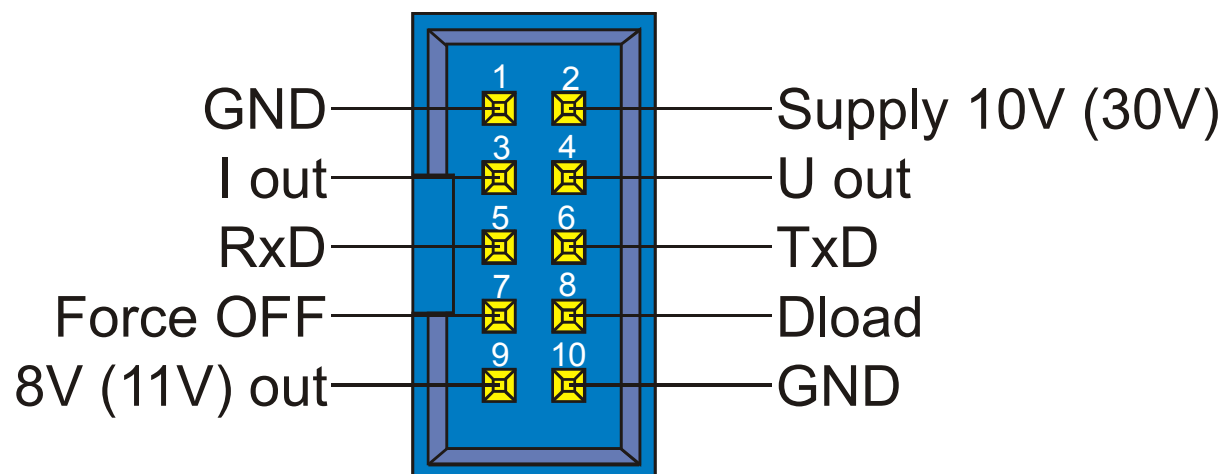 1 2
GND Supply 10V (30V)
3 4
I out U out
5 6
RxD TxD
7 8
Force OFF Dload
9 10
8V (11V) out GND